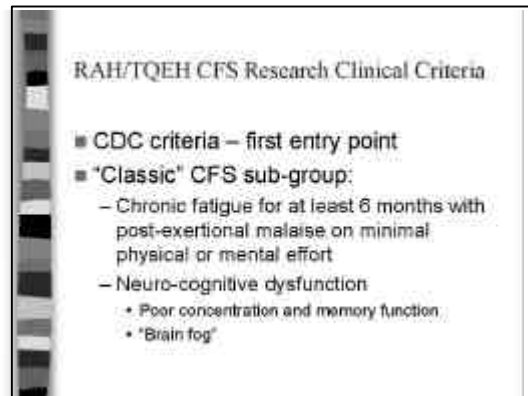 RAH/TQEH CFS Research Clinical Criteria
■ CDC criteria – first entry point
■ "Classic" CFS sub-group:
– Chronic fatigue for at least 6 months with
post-exertional malaise on minimal
physical or mental effort
– Neuro-cognitive dysfunction
• Poor concentration and memory function
• "Brain fog"